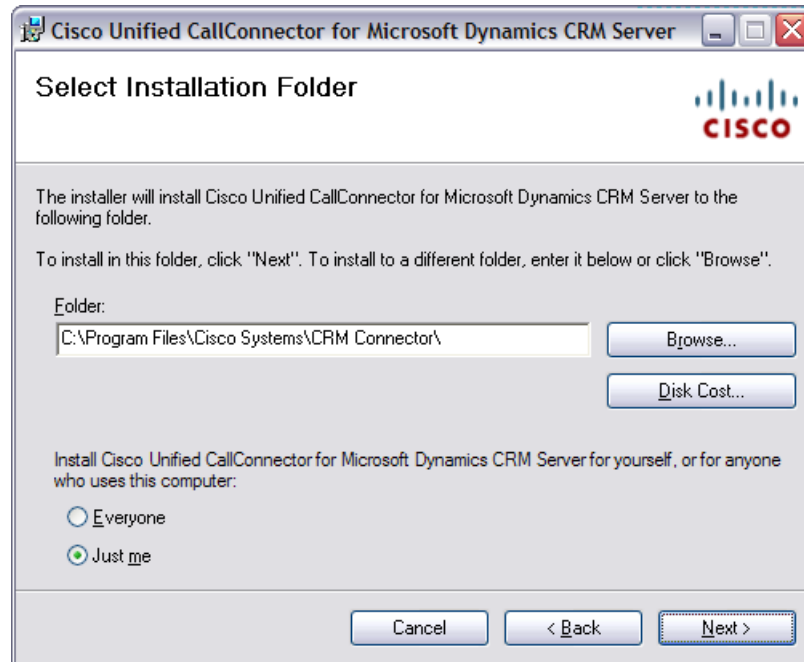 Cisco Unified CallConnector for Microsoft Dynamics CRM Server
Select Installation Folder
CISCO
The installer will install Cisco Unified CallConnector for Microsoft Dynamics CRM Server to the
following folder.
To install in this folder, click "Next". To install to a different folder, enter it below or click "Browse".
Folder:
C:\Program Files\Cisco Systems\CRM Connector\
Browse...
Disk Cost...
Install Cisco Unified CallConnector for Microsoft Dynamics CRM Server for yourself, or for anyone
who uses this computer:
Everyone
Just me
Cancel
< Back
Next >